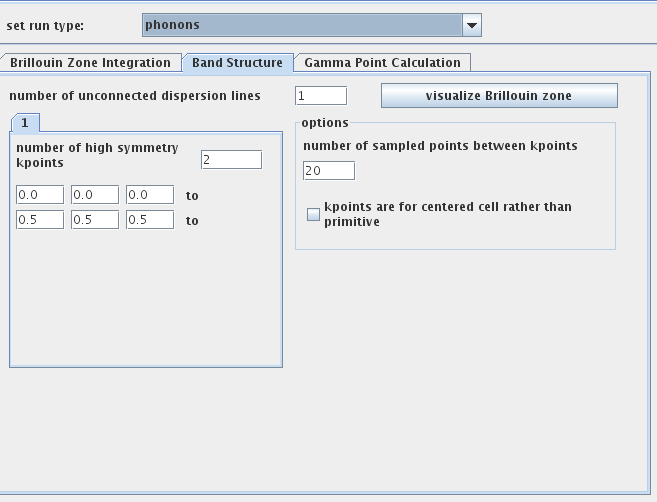 set run type:
phonons
Brillouin Zone Integration
Band Structure
Gamma Point Calculation
number of unconnected dispersion lines
1
visualize Brillouin zone
1
number of high symmetry
kpoints
2
0.0 0.0 0.0 to
0.5 0.5 0.5 to
options
number of sampled points between kpoints
20
kpoints are for centered cell rather than
primitive